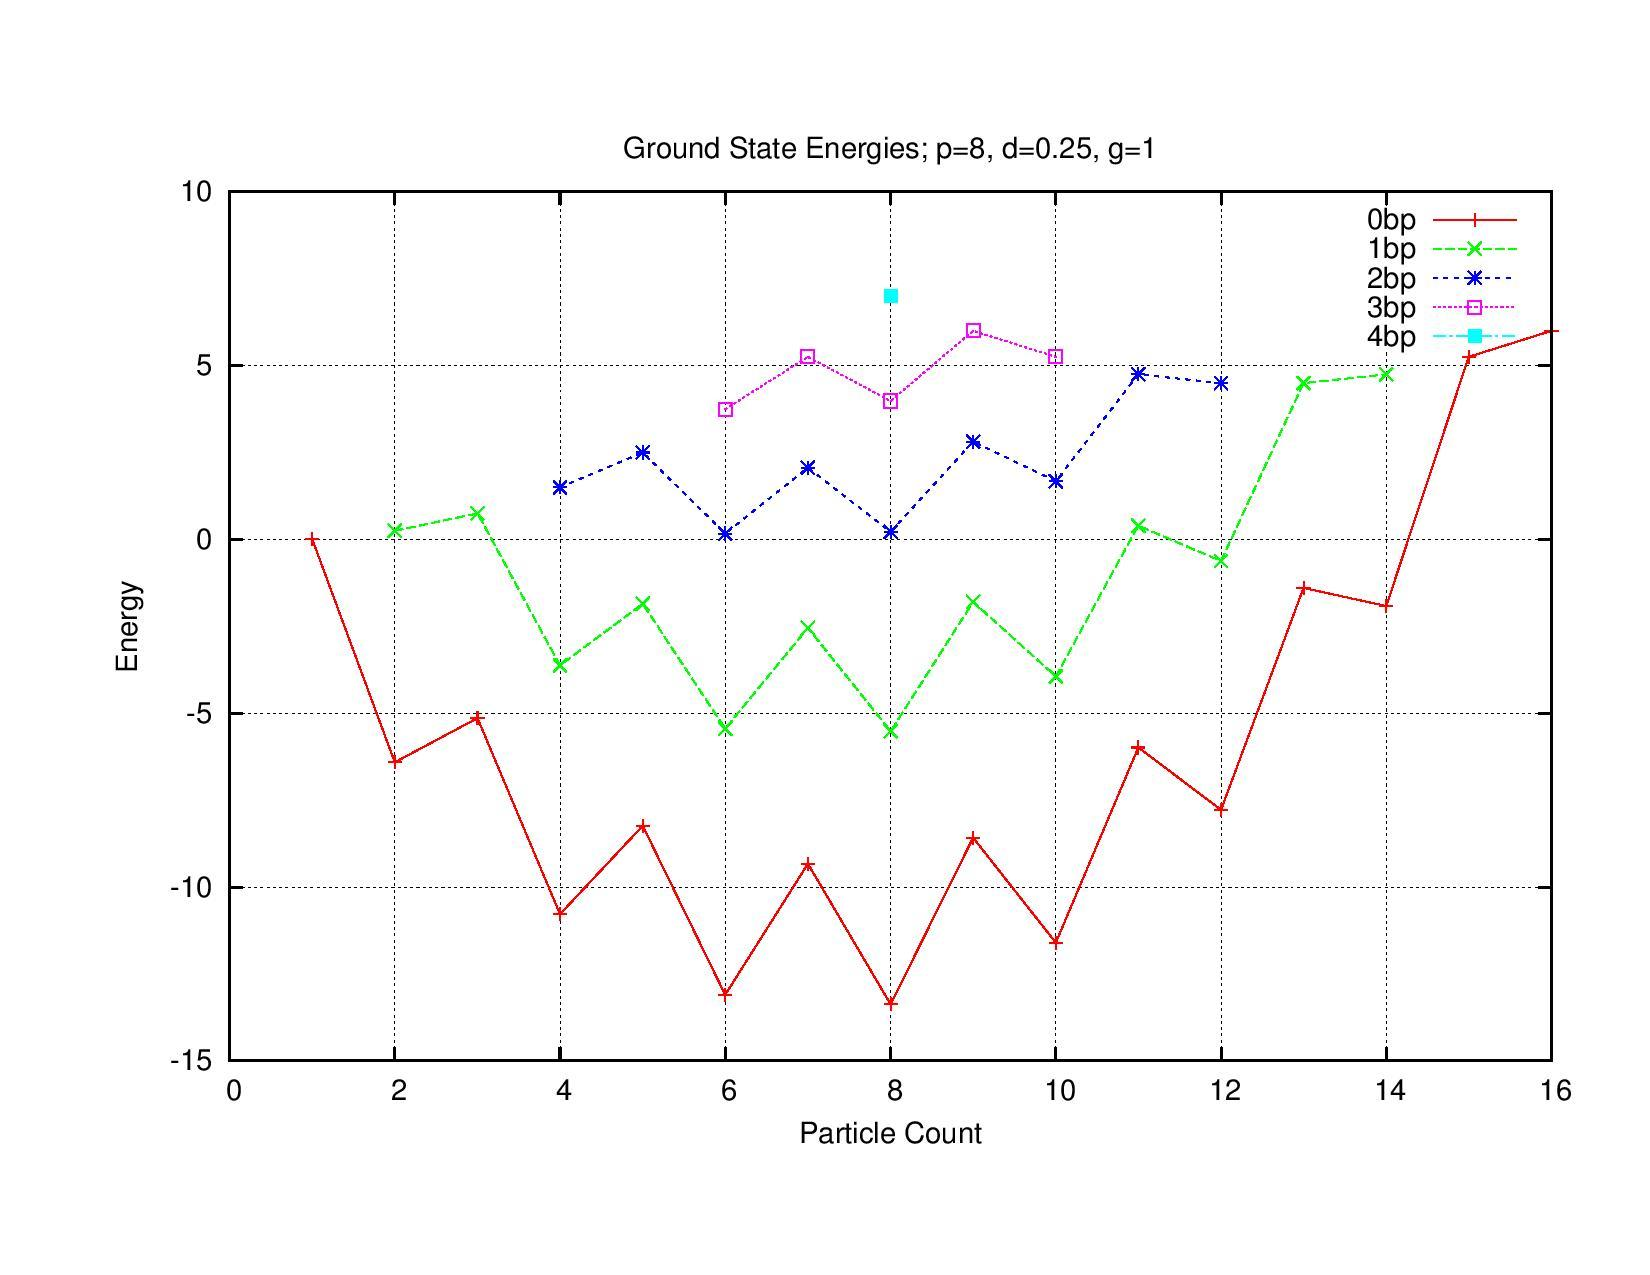 Ground State Energies; p=8, d=0.25, g=1
10
5
0
-5
-10
-15
Energy
0bp
1bp
2bp
3bp
4bp
0 2 4 6 8 10 12 14 16
Particle Count